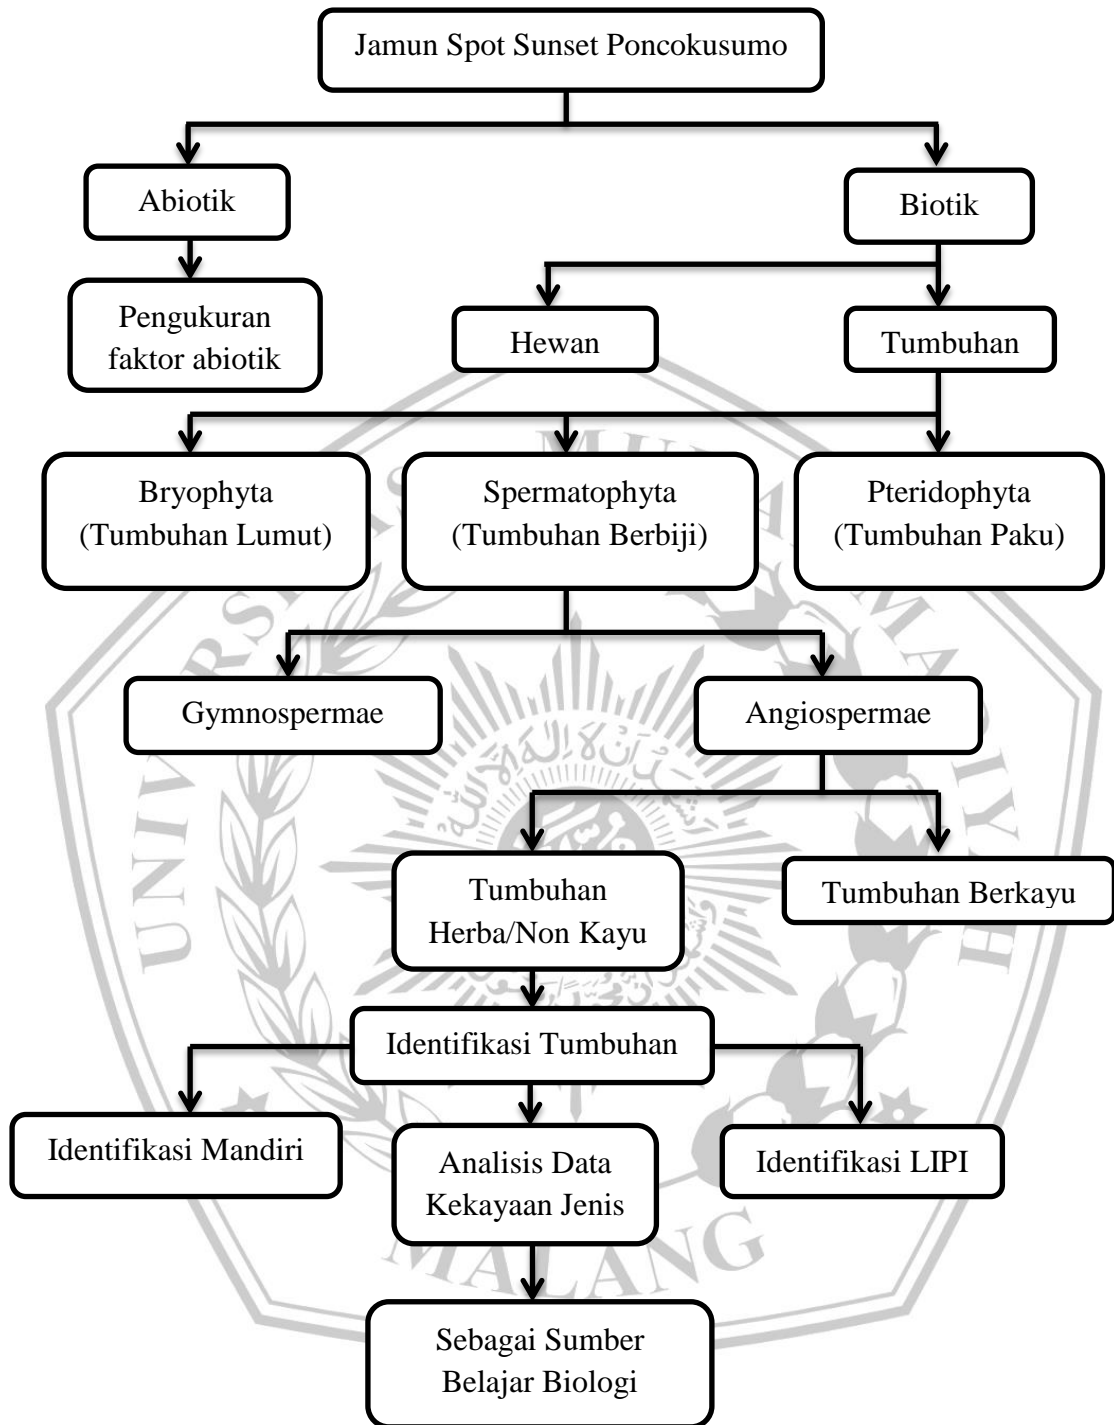 Jamun Spot Sunset Poncokusumo
Abiotik
Biotik
Pengukuran
faktor abiotik
Hewan
Tumbuhan
Bryophyta
(Tumbuhan Lumut)
Spermatophyta
(Tumbuhan Berbiji)
Pteridophyta
(Tumbuhan Paku)
Gymnospermae
Angiospermae
Tumbuhan
Herba/Non Kayu
Tumbuhan Berkayu
Identifikasi Tumbuhan
Identifikasi Mandiri
Analisis Data
Kekayaan Jenis
Identifikasi LIPI
Sebagai Sumber
Belajar Biologi
MALANG